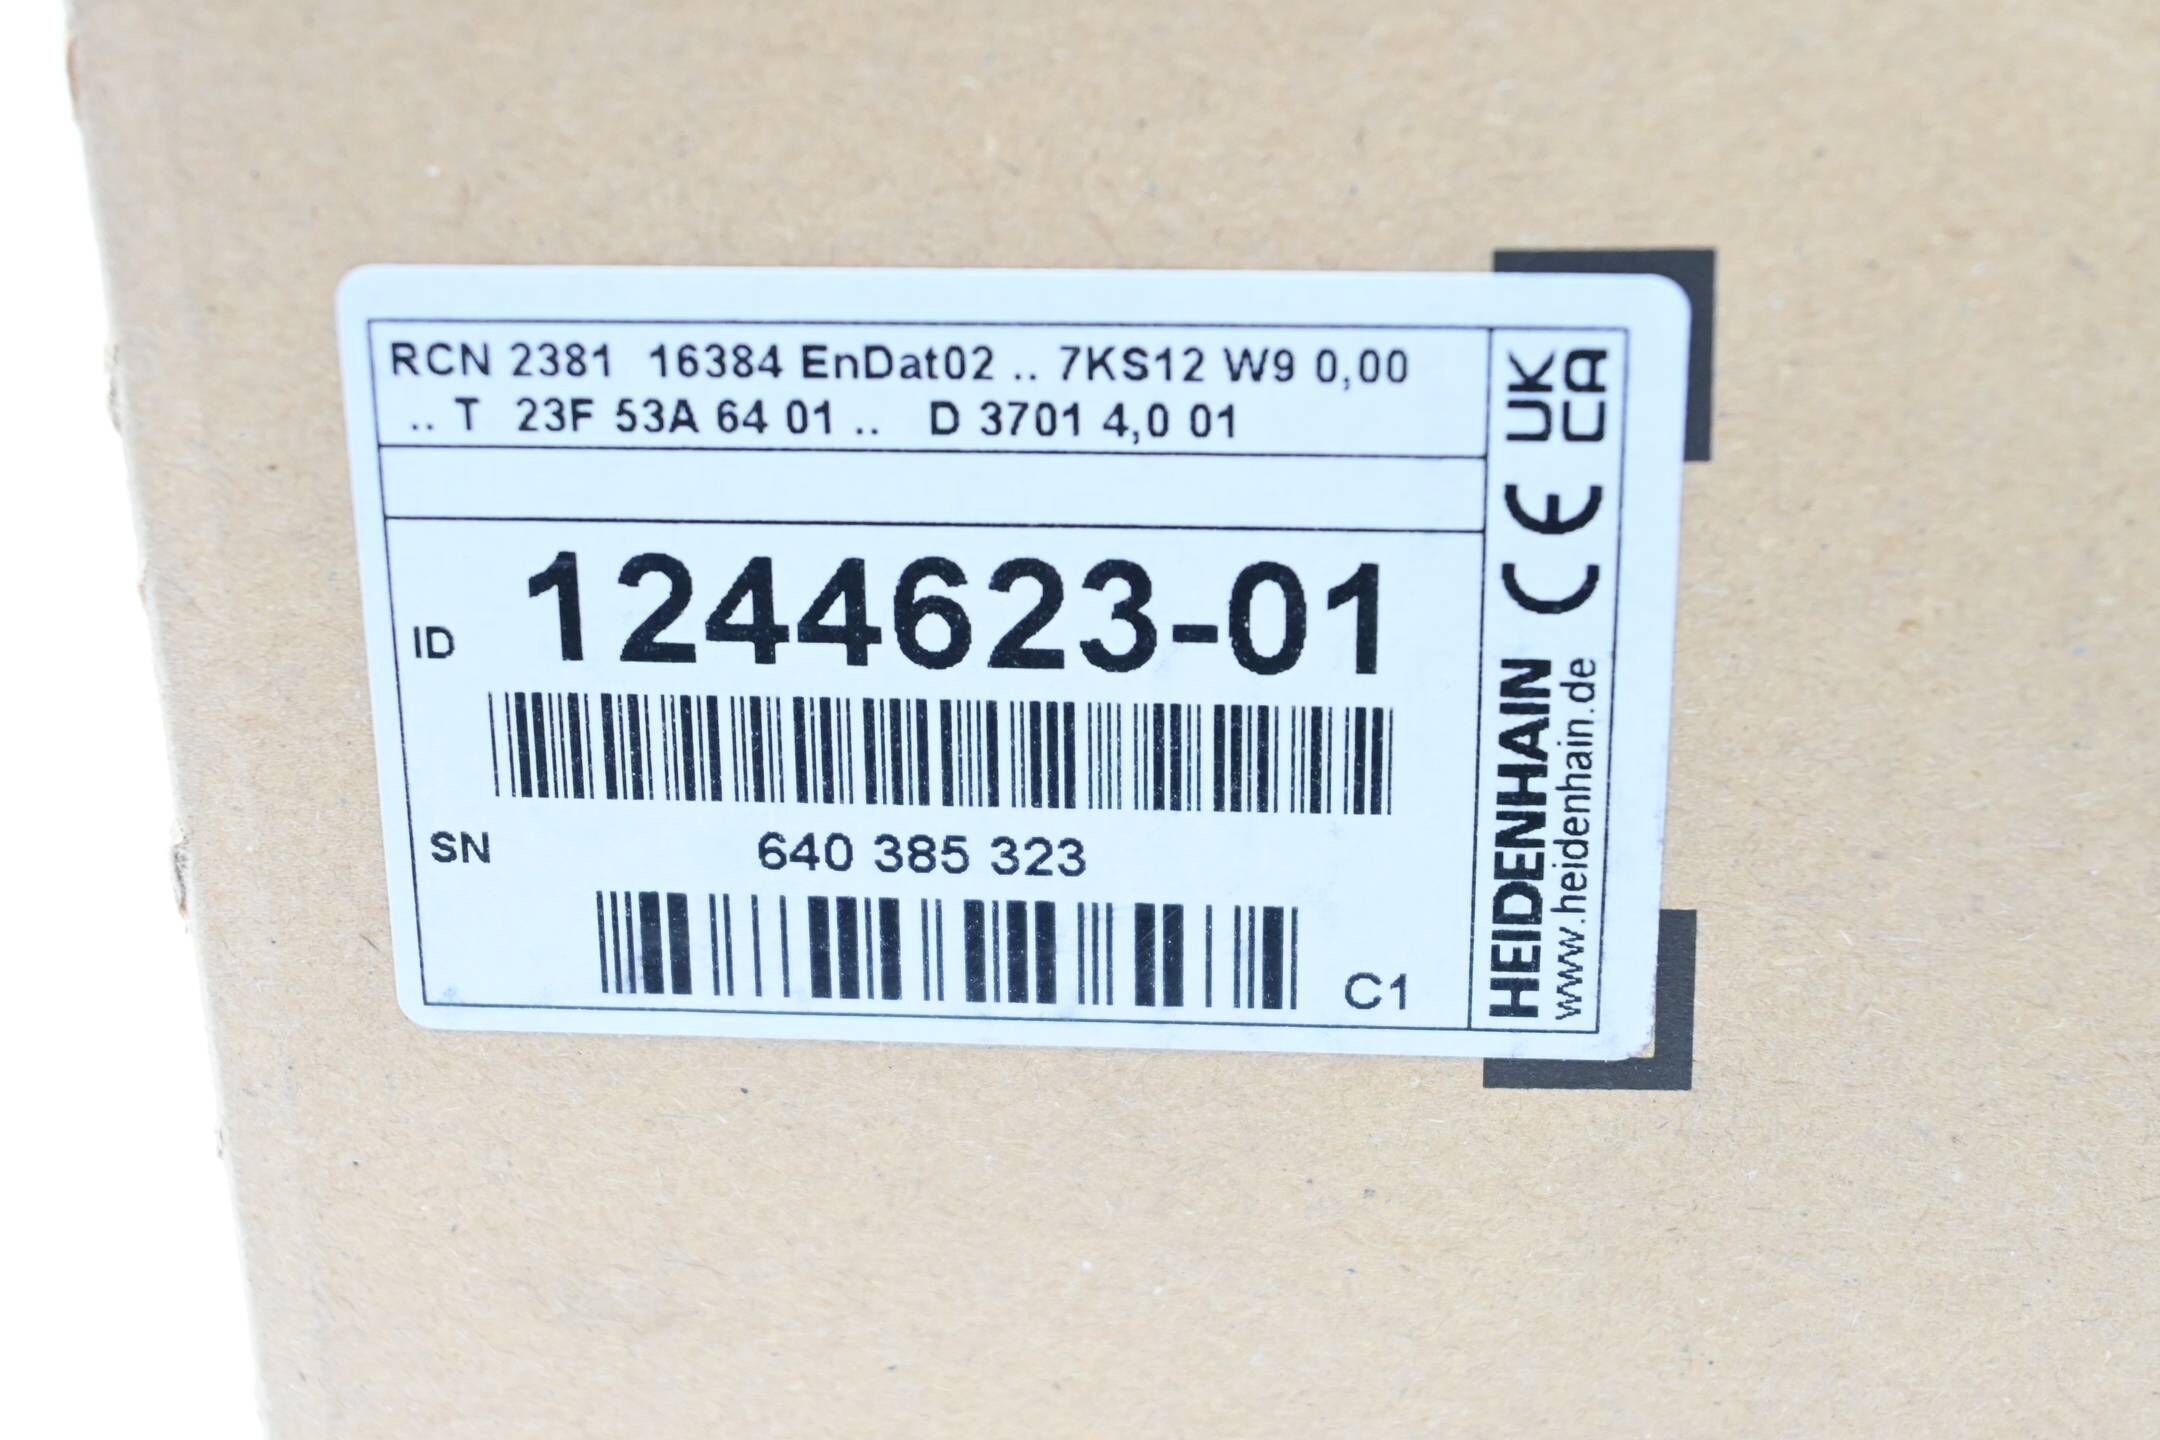 RCN 2381 16384 EnDat02 .. 7KS12 W9 0,00
.. T 23F 53A 64 01 .. D 3701 4,0 01
ID 1244623-01
SN 640 385 323
C1
UK
CA
CE
HEIDENHAIN
www.heidenhain.de